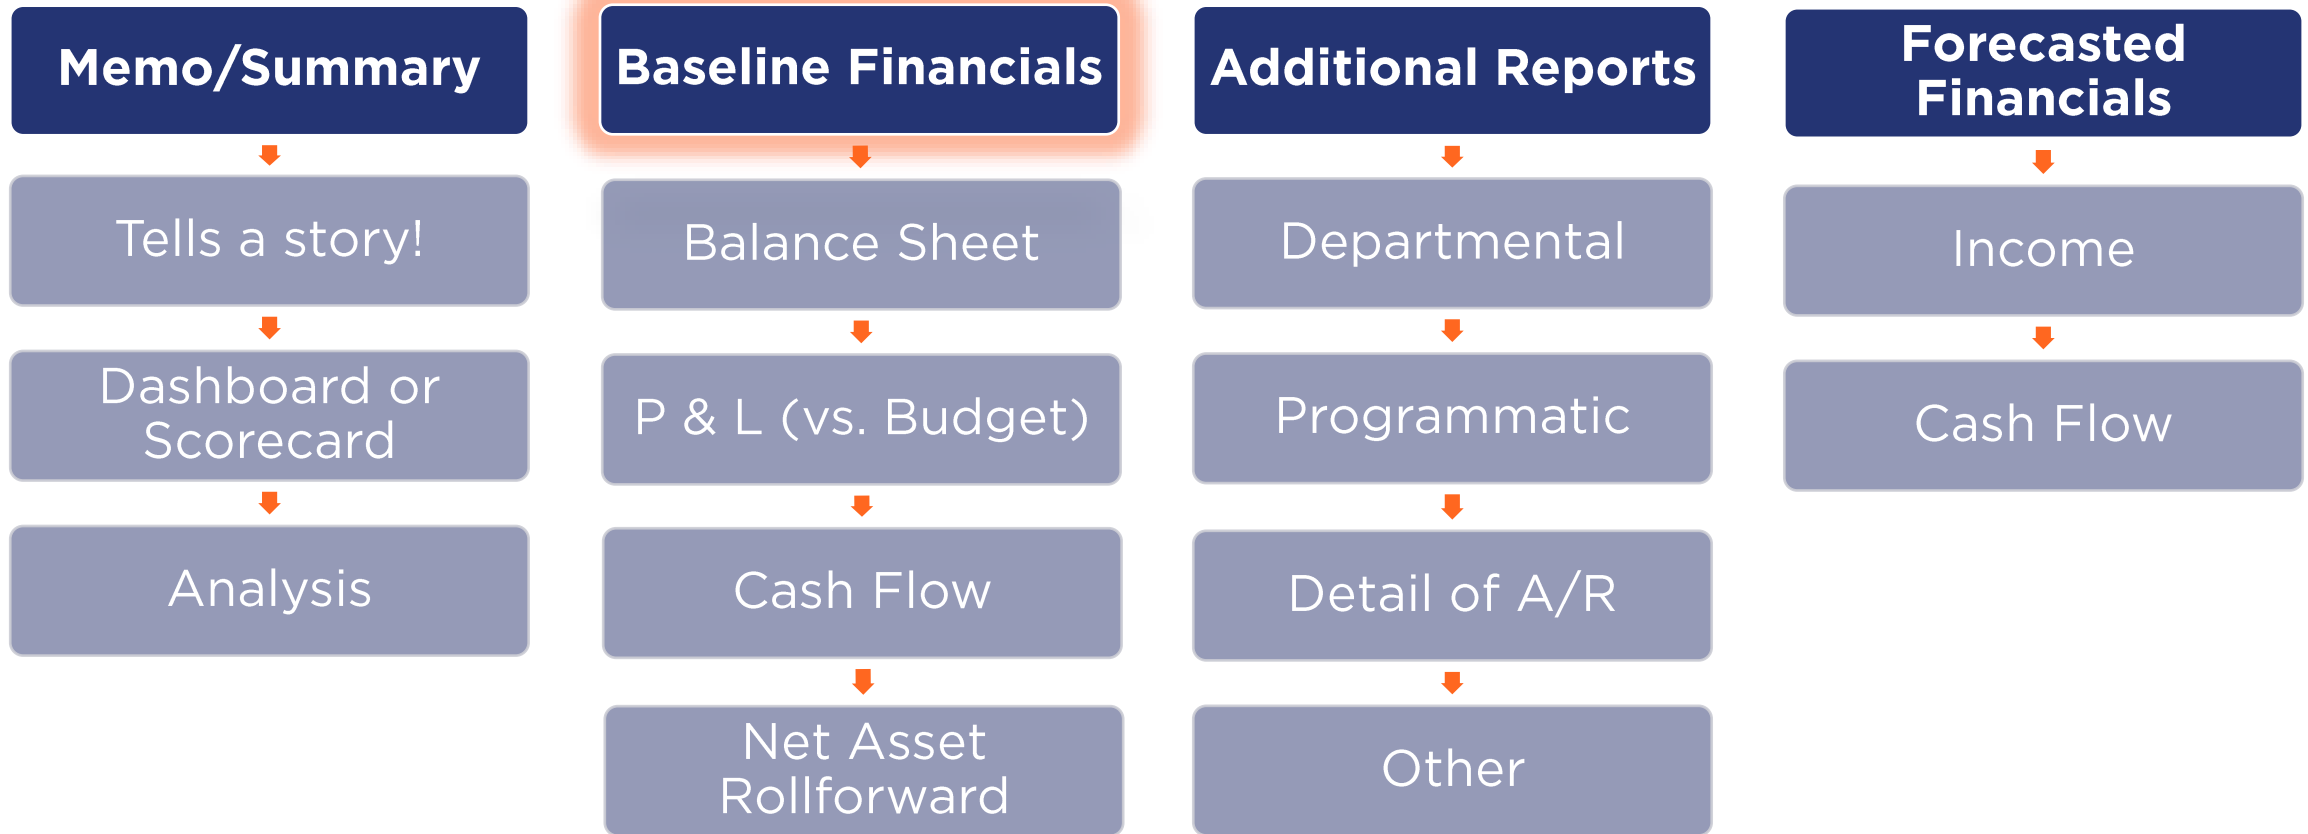 Memo/Summary
Tells a story!
Dashboard or
Scorecard
Analysis
Baseline Financials
Balance Sheet
P & L (vs. Budget)
Cash Flow
Net Asset
Rollforward
Additional Reports
Departmental
Programmatic
Detail of A/R
Other
Forecasted
Financials
Income
Cash Flow